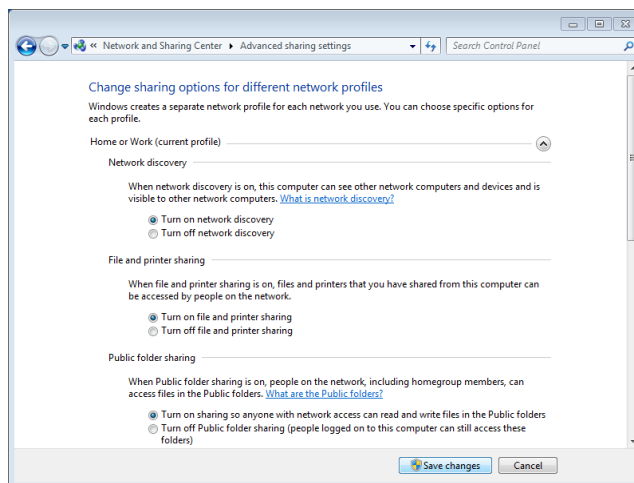 « Network and Sharing Center ▸ Advanced sharing settings
Search Control Panel
Change sharing options for different network profiles
Windows creates a separate network profile for each network you use. You can choose specific options for
each profile.
Home or Work (current profile)
Network discovery
When network discovery is on, this computer can see other network computers and devices and is
visible to other network computers. What is network discovery?
Turn on network discovery
Turn off network discovery
File and printer sharing
When file and printer sharing is on, files and printers that you have shared from this computer can
be accessed by people on the network.
Turn on file and printer sharing
Turn off file and printer sharing
Public folder sharing
When Public folder sharing is on, people on the network, including homegroup members, can
access files in the Public folders. What are the Public folders?
Turn on sharing so anyone with network access can read and write files in the Public folders
Turn off Public folder sharing (people logged on to this computer can still access these
folders)
Save changes
Cancel